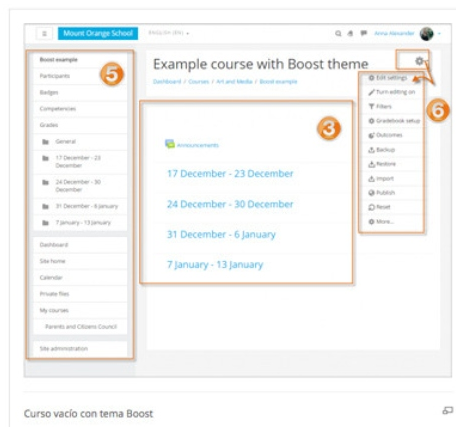 Mount Orange School
ENGLISH (EN)
Anna Alexander
Boost example
Participants
Badges
Competencies
Grades
General
17 December - 23
December
24 December - 30
December
31 December - 6 January
7 January - 13 January
Dashboard
Site home
Calendar
Private files
My courses
Parents and Citizens Council
Site administration
5
Example course with Boost theme
Dashboard / Courses / Art and Media / Boost example
3
Announcements
17 December - 23 December
24 December - 30 December
31 December - 6 January
7 January - 13 January
Edit settings
Turn editing on
Filters
Gradebook setup
Outcomes
Backup
Restore
Import
Publish
Reset
More...
6
Curso vacío con tema Boost